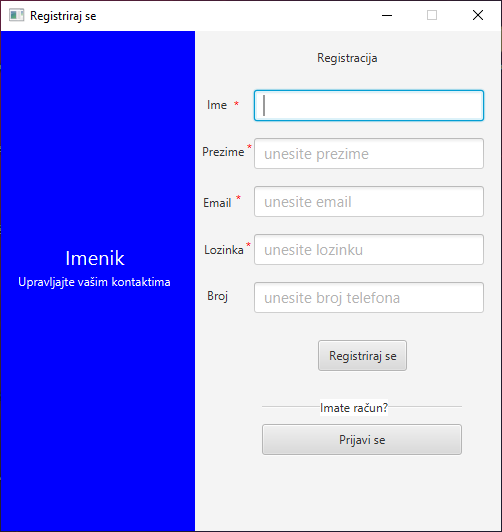 Registriraj se
Imenik
Upravljajte vašim kontaktima
Registracija
Ime *
Prezime * unesite prezime
Email * unesite email
Lozinka * unesite lozinku
Broj unesite broj telefona
Registriraj se
Imate račun?
Prijavi se